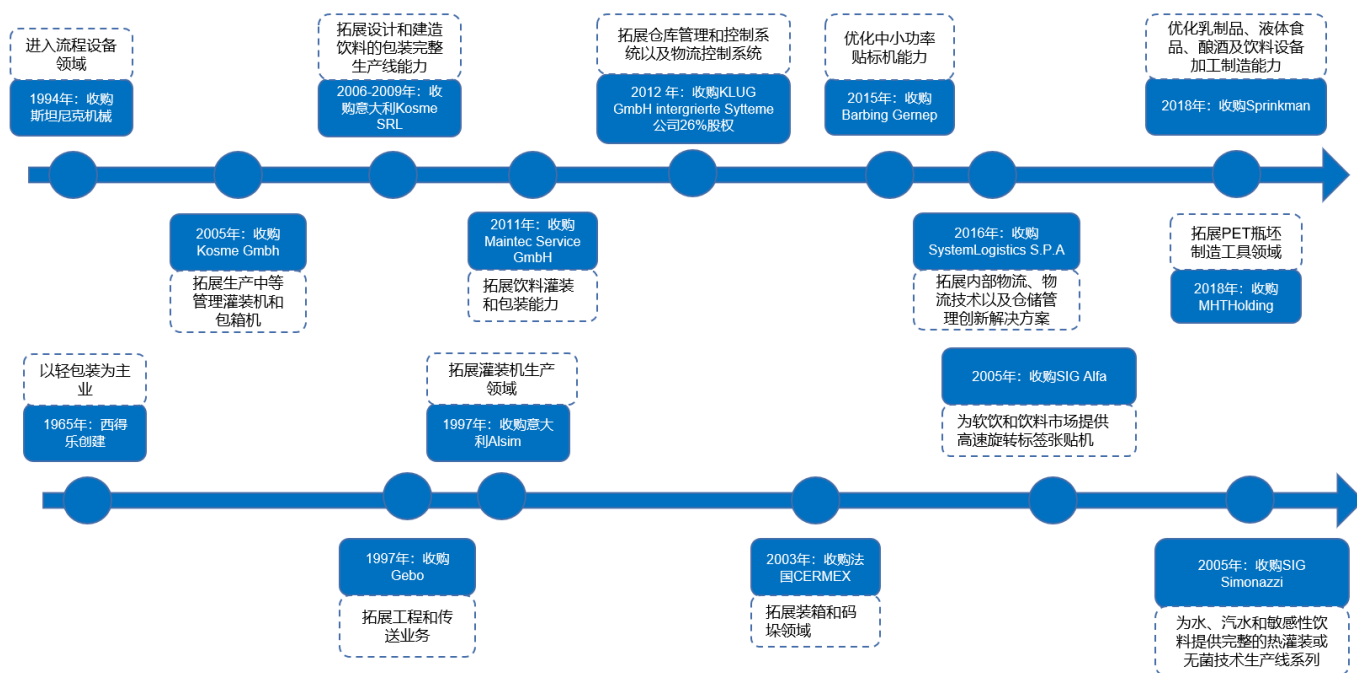 进入流程设备
领域
1994年：收购
斯坦尼克机械
拓展设计和建造
饮料的包装完整
生产线能力
2006-2009年：收
购意大利Kosme
SRL
拓展仓库管理和控制系
统以及物流控制系统
2012 年：收购KLUG
GmbH intergrierte Sytteme
公司26%股权
优化中小功率
贴标机能力
2015年：收购
Barbing Gernep
优化乳制品、液体食
品、酿酒及饮料设备
加工制造能力
2018年：收购Sprinkman
2005年：收购
Kosme Gmbh
拓展生产中等
管理灌装机和
包箱机
2011年：收购
Maintec Service
GmbH
拓展饮料灌装
和包装能力
2016年：收购
SystemLogistics S.P.A
拓展内部物流、物
流技术以及仓储管
理创新解决方案
拓展PET瓶坯
制造工具领域
2018年：收购
MHTHolding
以轻包装为主
业
1965年：西得
乐创建
拓展灌装机生产
领域
1997年：收购意大
利Alsim
2005年：收购SIG Alfa
为软饮和饮料市场提供
高速旋转标签张贴机
1997年：收购
Gebo
拓展工程和传
送业务
2003年：收购法
国CERMEX
拓展装箱和码
垛领域
2005年：收购SIG
Simonazzi
为水、汽水和敏感性饮
料提供完整的热灌装或
无菌技术生产线系列